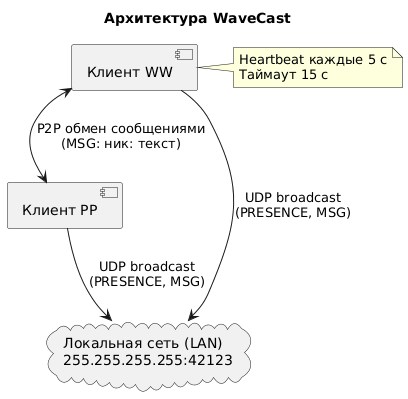 Архитектура WaveCast
Клиент WW
Heartbeat каждые 5 с
Таймаут 15 с
P2P обмен сообщениями
(MSG: ник: текст)
Клиент PP
UDP broadcast
(PRESENCE, MSG)
UDP broadcast
(PRESENCE, MSG)
Локальная сеть (LAN)
255.255.255.255:42123